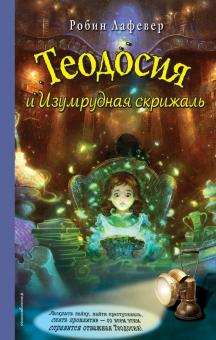 Робин Лафевер
Теодосия
и Изумрудная скрижаль
Раскрыть тайну, найти преступника,
снять проклятие – со всем этим
справится отважная Теодосия!